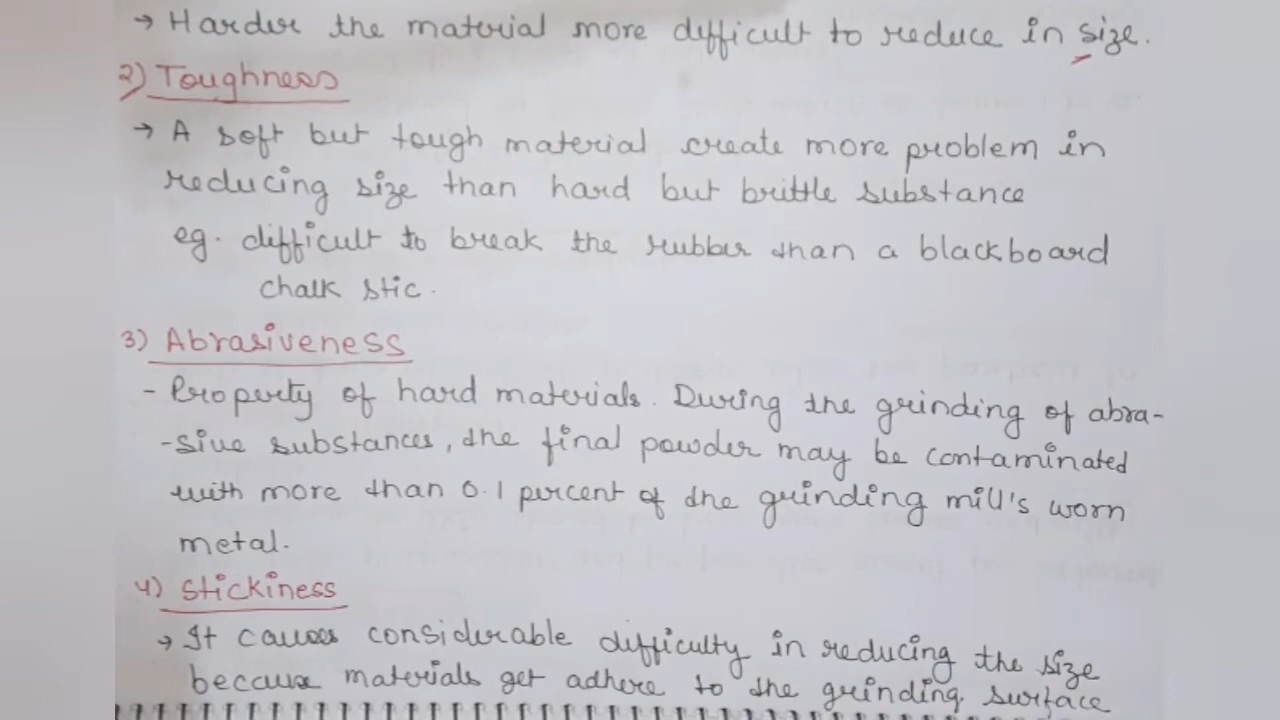 → Harder the material more difficult to reduce in size.
2) Toughness
→ A soft but tough material create more problem in
reducing size than hard but brittle substance
eg. difficult to break the rubber than a blackboard
chalk stic.
3) Abrasiveness
- Property of hard materials. During the grinding of abra-
-sive substances, the final powder may be contaminated
with more than 0.1 percent of the grinding mill's worn
metal.
4) Stickiness
→ It causes considerable difficulty in reducing the size
because materials get adhere to the grinding surface